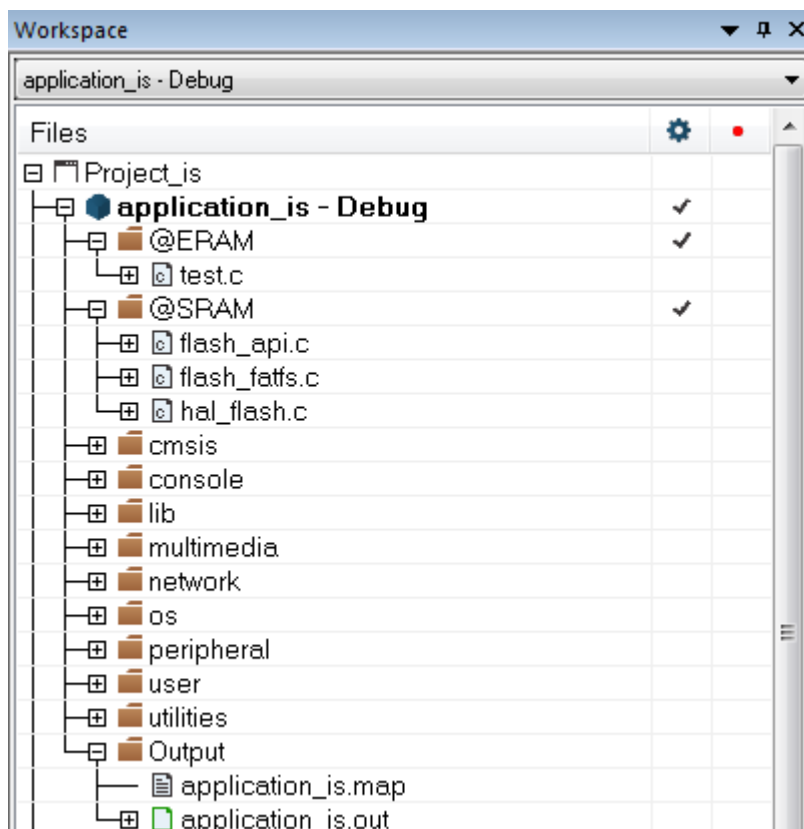 Workspace
application_is - Debug
Files
Project_is
application_is - Debug
@ERAM
test.c
@SRAM
flash_api.c
flash_fatfs.c
hal_flash.c
cmsis
console
lib
multimedia
network
os
peripheral
user
utilities
Output
application_is.map
application_is.out